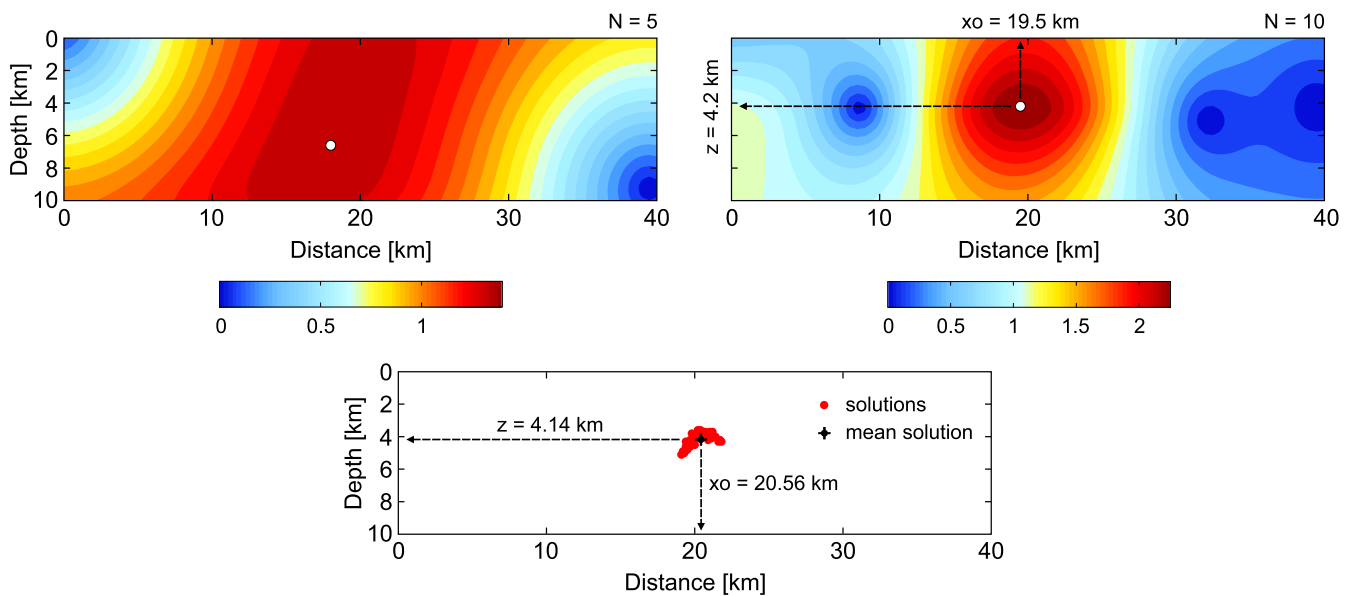 N = 5
0
2
4
6
8
10
Depth [km]
0 10 20 30 40
Distance [km]
0 0.5 1
xo = 19.5 km N = 10
z = 4.2 km
0 10 20 30 40
Distance [km]
0 0.5 1 1.5 2
0
2
4
6
8
10
Depth [km]
z = 4.14 km
xo = 20.56 km
solutions
mean solution
0 10 20 30 40
Distance [km]